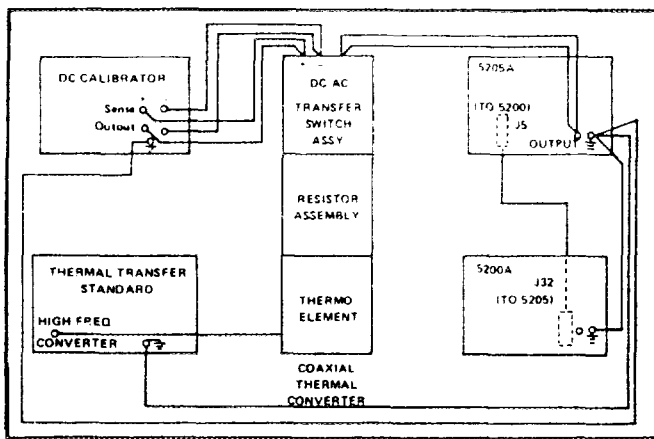 DC CALIBRATOR
Sense
Output
DC AC
TRANSFER
SWITCH
ASSY
RESISTOR
ASSEMBLY
THERMO
ELEMENT
COAXIAL
THERMAL
CONVERTER
5205A
(TO 5200)
J5
OUTPUT
THERMAL TRANSFER
STANDARD
HIGH FREQ
CONVERTER
5200A
J32
(TO 5205)